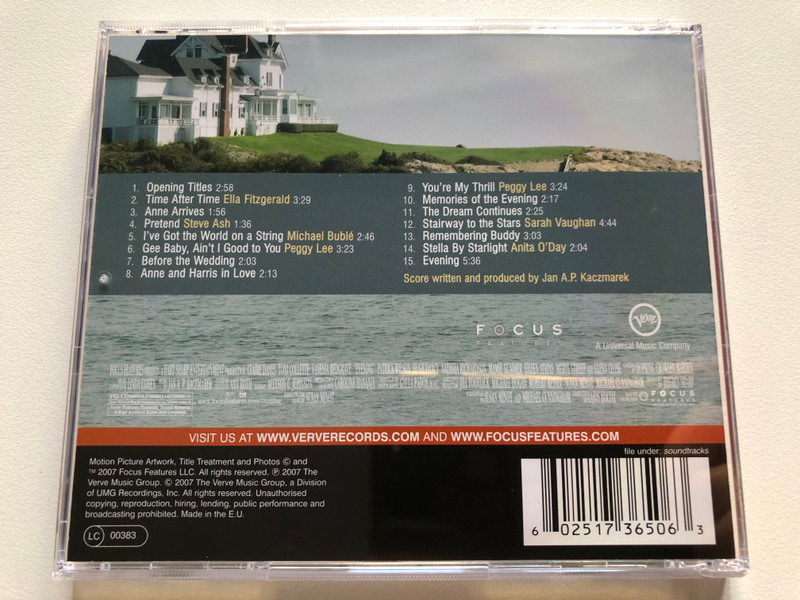 1. Opening Titles 2:58
2. Time After Time Ella Fitzgerald 3:29
3. Anne Arrives 1:56
4. Pretend Steve Ash 1:36
5. I've Got the World on a String Michael Bublé 2:46
6. Gee Baby, Ain't I Good to You Peggy Lee 3:23
7. Before the Wedding 2:03
8. Anne and Harris in Love 2:13
9. You're My Thrill Peggy Lee 3:24
10. Memories of the Evening 2:17
11. The Dream Continues 2:25
12. Stairway to the Stars Sarah Vaughan 4:44
13. Remembering Buddy 3:03
14. Stella By Starlight Anita O'Day 2:04
15. Evening 5:36
Score written and produced by Jan A.P. Kaczmarek
FOCUS
FEATURES
Verve
A Universal Music Company
FOCUS
VISIT US AT WWW.VERVERECORDS.COM AND WWW.FOCUSFEATURES.COM
file under: soundtracks
Motion Picture Artwork, Title Treatment and Photos © and
™ 2007 Focus Features LLC. All rights reserved. ℗ 2007 The
Verve Music Group. © 2007 The Verve Music Group, a Division
of UMG Recordings, Inc. All rights reserved. Unauthorised
copying, reproduction, hiring, lending, public performance and
broadcasting prohibited. Made in the E.U.
LC 00383
6 02517 36506 3